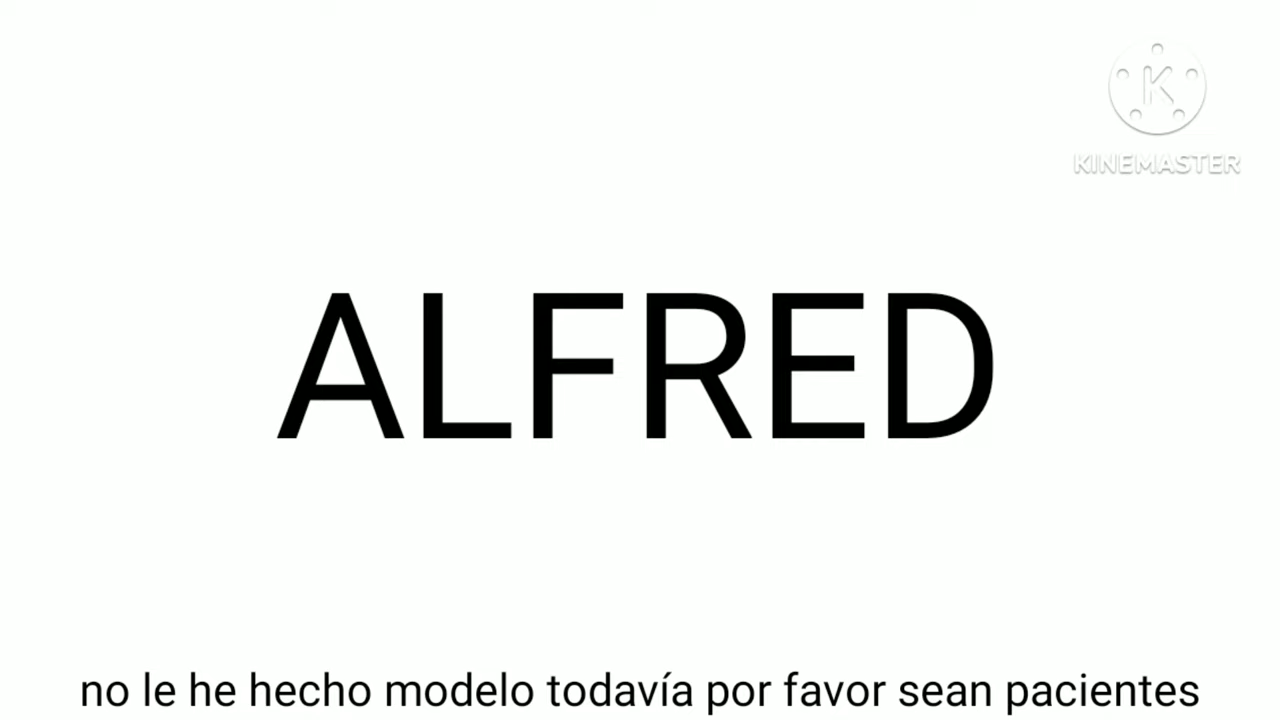 K
KINEMASTER
ALFRED
no le he hecho modelo todavía por favor sean pacientes